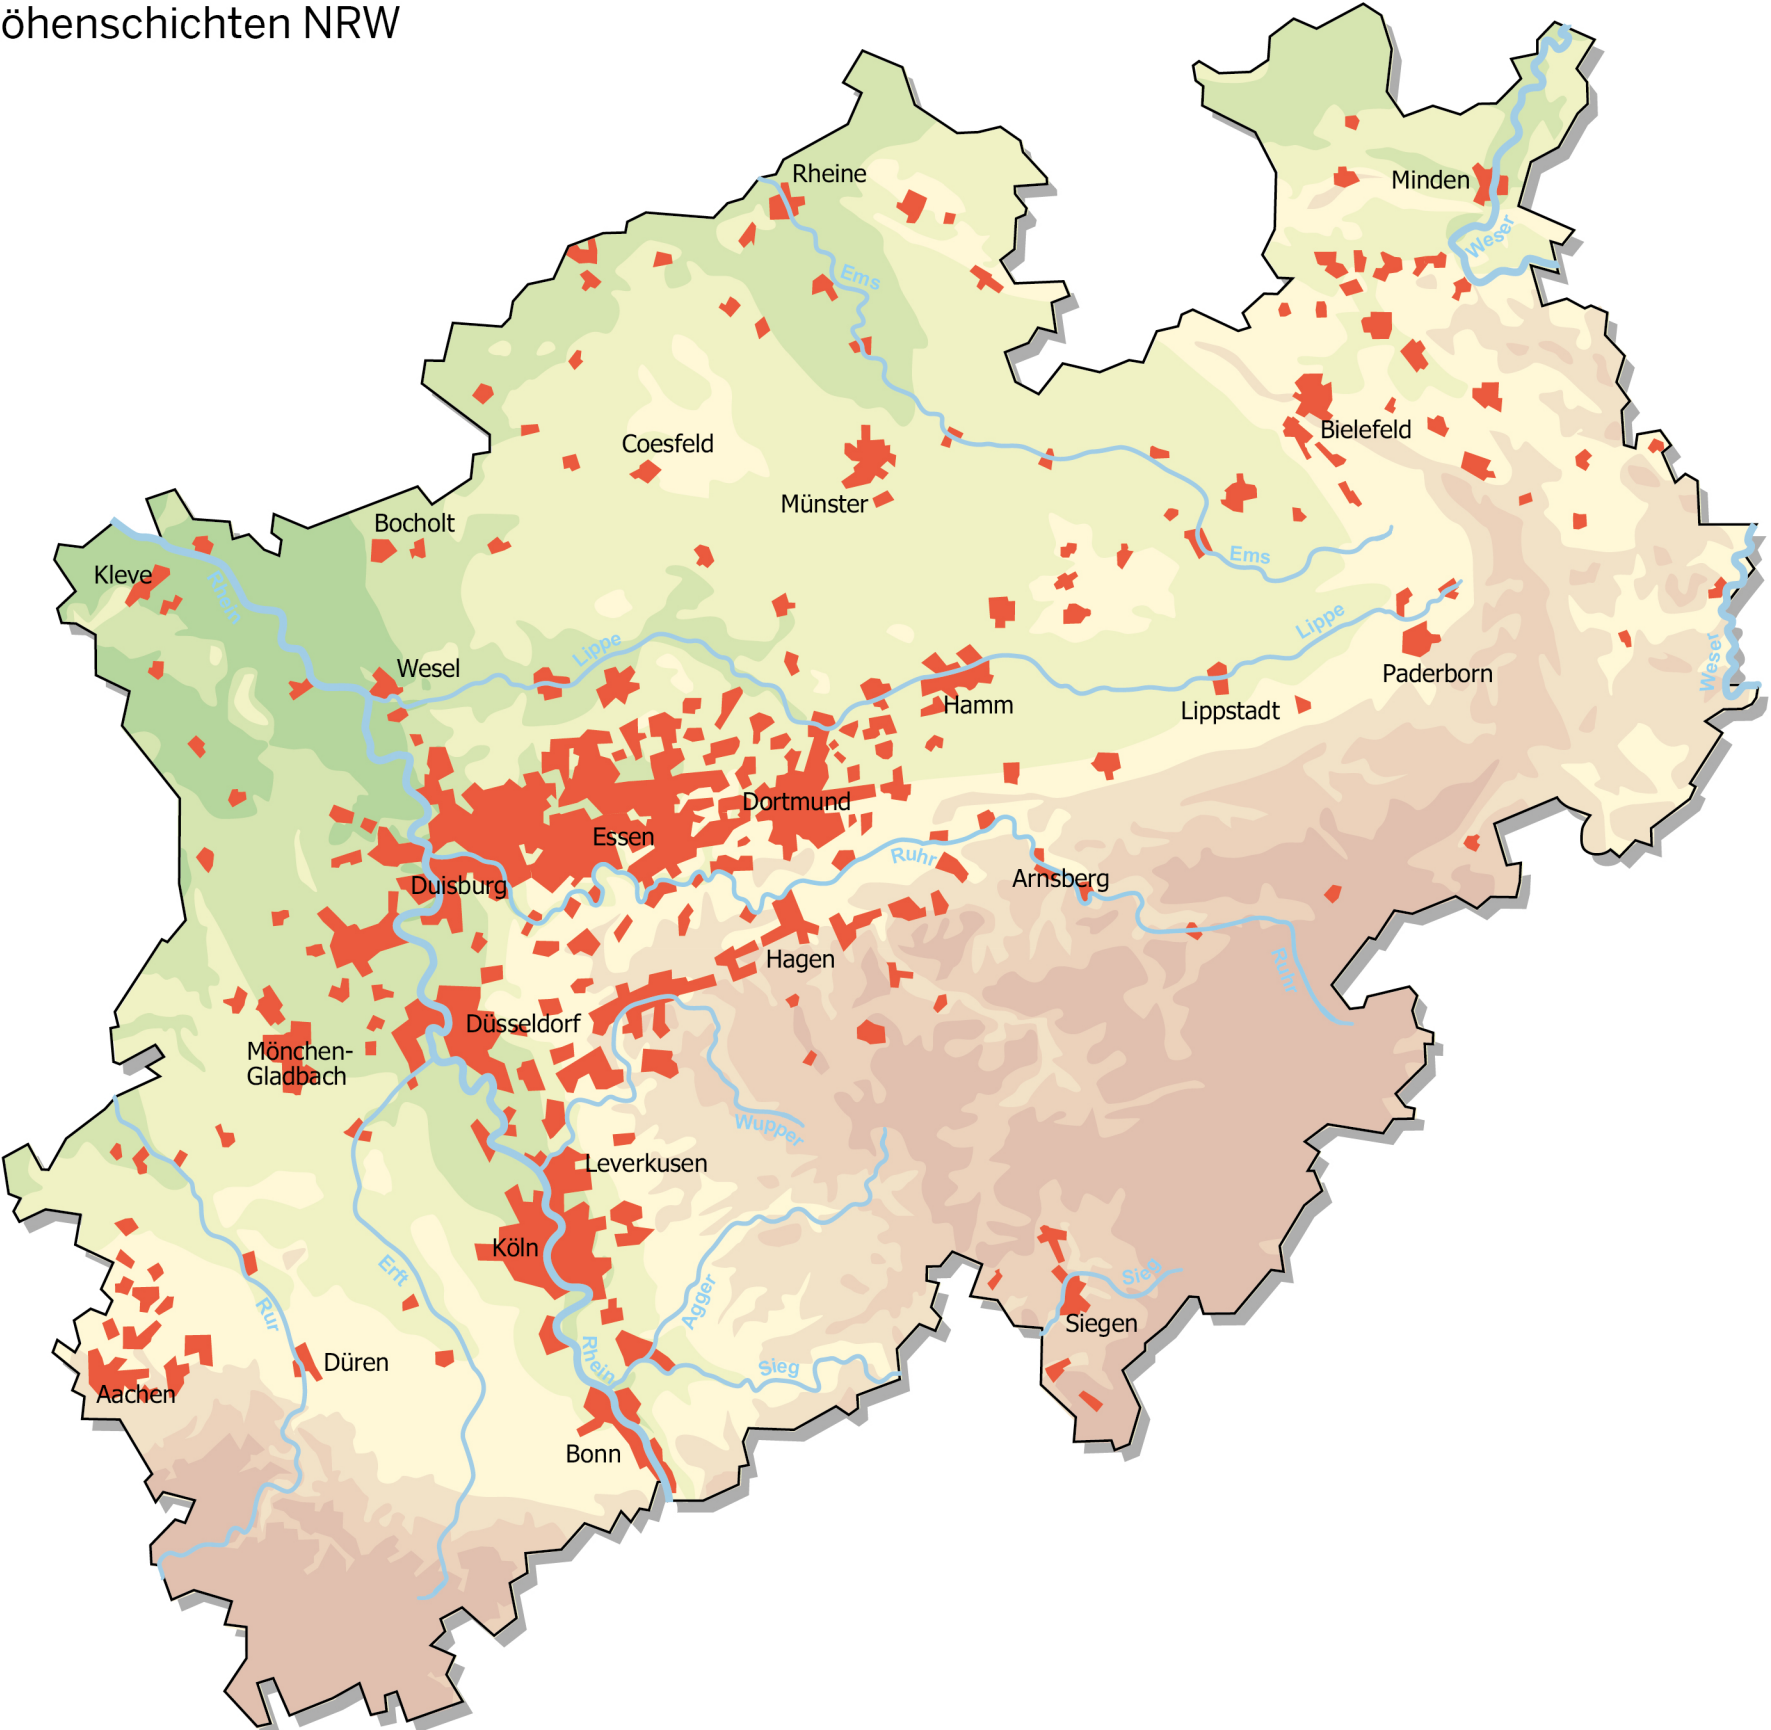 öhenschichten NRW
Rheine
Minden
Weser
Ems
Coesfeld
Bielefeld
Münster
Bocholt
Ems
Kleve
Rhein
Lippe
Lippe
Weser
Wesel
Paderborn
Hamm
Lippstadt
Dortmund
Essen
Ruhr
Duisburg
Arnsberg
Hagen
Ruhr
Düsseldorf
Mönchen-
Gladbach
Wupper
Leverkusen
Köln
Erft
Sieg
Agger
Rur
Siegen
Rhein
Düren
Sieg
Aachen
Bonn